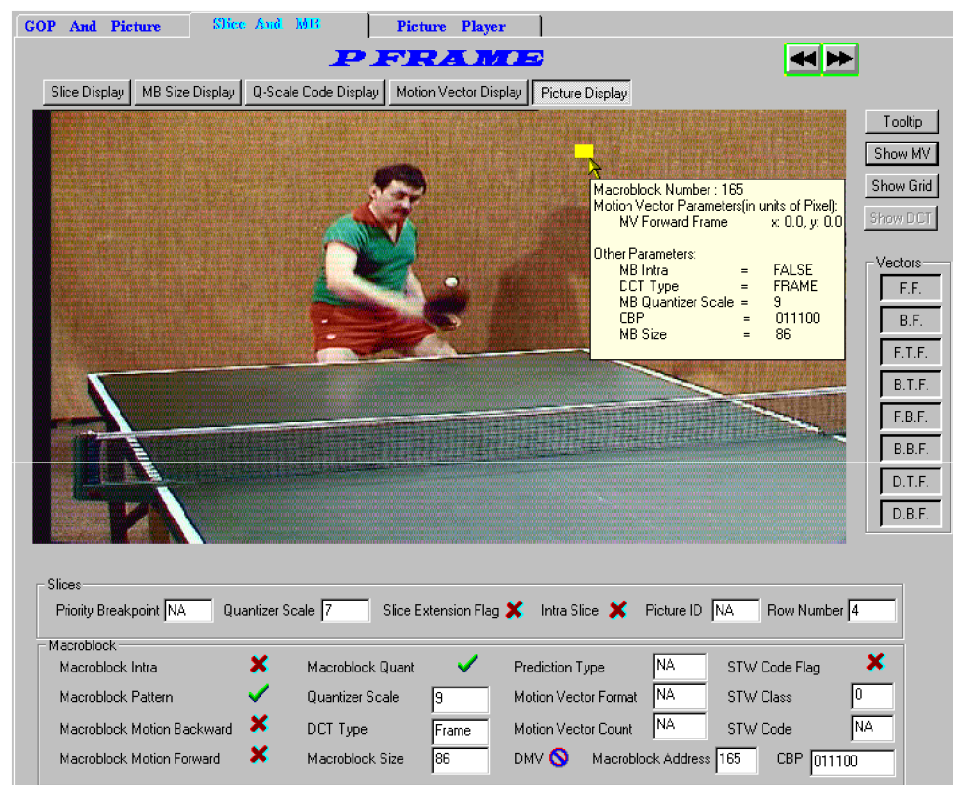 GOP And Picture Slice And MB Picture Player
P FRAME
Slice Display MB Size Display Q-Scale Code Display Motion Vector Display Picture Display
Tooltip
Show MV
Show Grid
Show DCT
Macroblock Number : 165
Motion Vector Parameters(in units of Pixel):
MV Forward Frame x: 0.0, y: 0.0
Other Parameters:
MB Intra = FALSE
DCT Type = FRAME
MB Quantizer Scale = 9
CBP = 011100
MB Size = 86
Vectors
F.F.
B.F.
F.T.F.
B.T.F.
F.B.F.
B.B.F.
D.T.F.
D.B.F.
Slices
Priority Breakpoint NA Quantizer Scale 7 Slice Extension Flag Intra Slice Picture ID NA Row Number 4
Macroblock
Macroblock Intra Macroblock Quant Prediction Type NA STW Code Flag
Macroblock Pattern Quantizer Scale 9 Motion Vector Format NA STW Class 0
Macroblock Motion Backward DCT Type Frame Motion Vector Count NA STW Code NA
Macroblock Motion Forward Macroblock Size 86 DMV Macroblock Address 165 CBP 011100